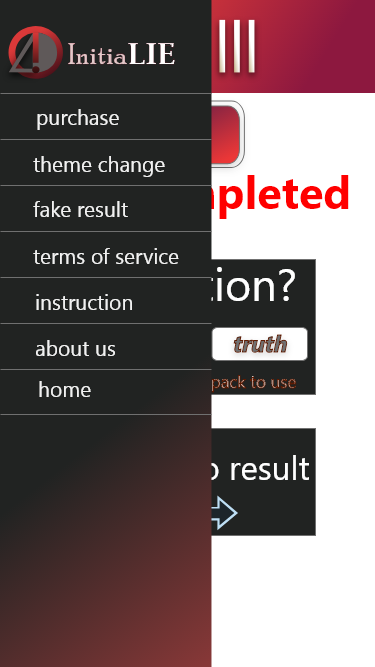 InitiaLIE
purchase
theme change
fake result
terms of service
instruction
about us
home
pleted
tion?
truth
pack to use
result